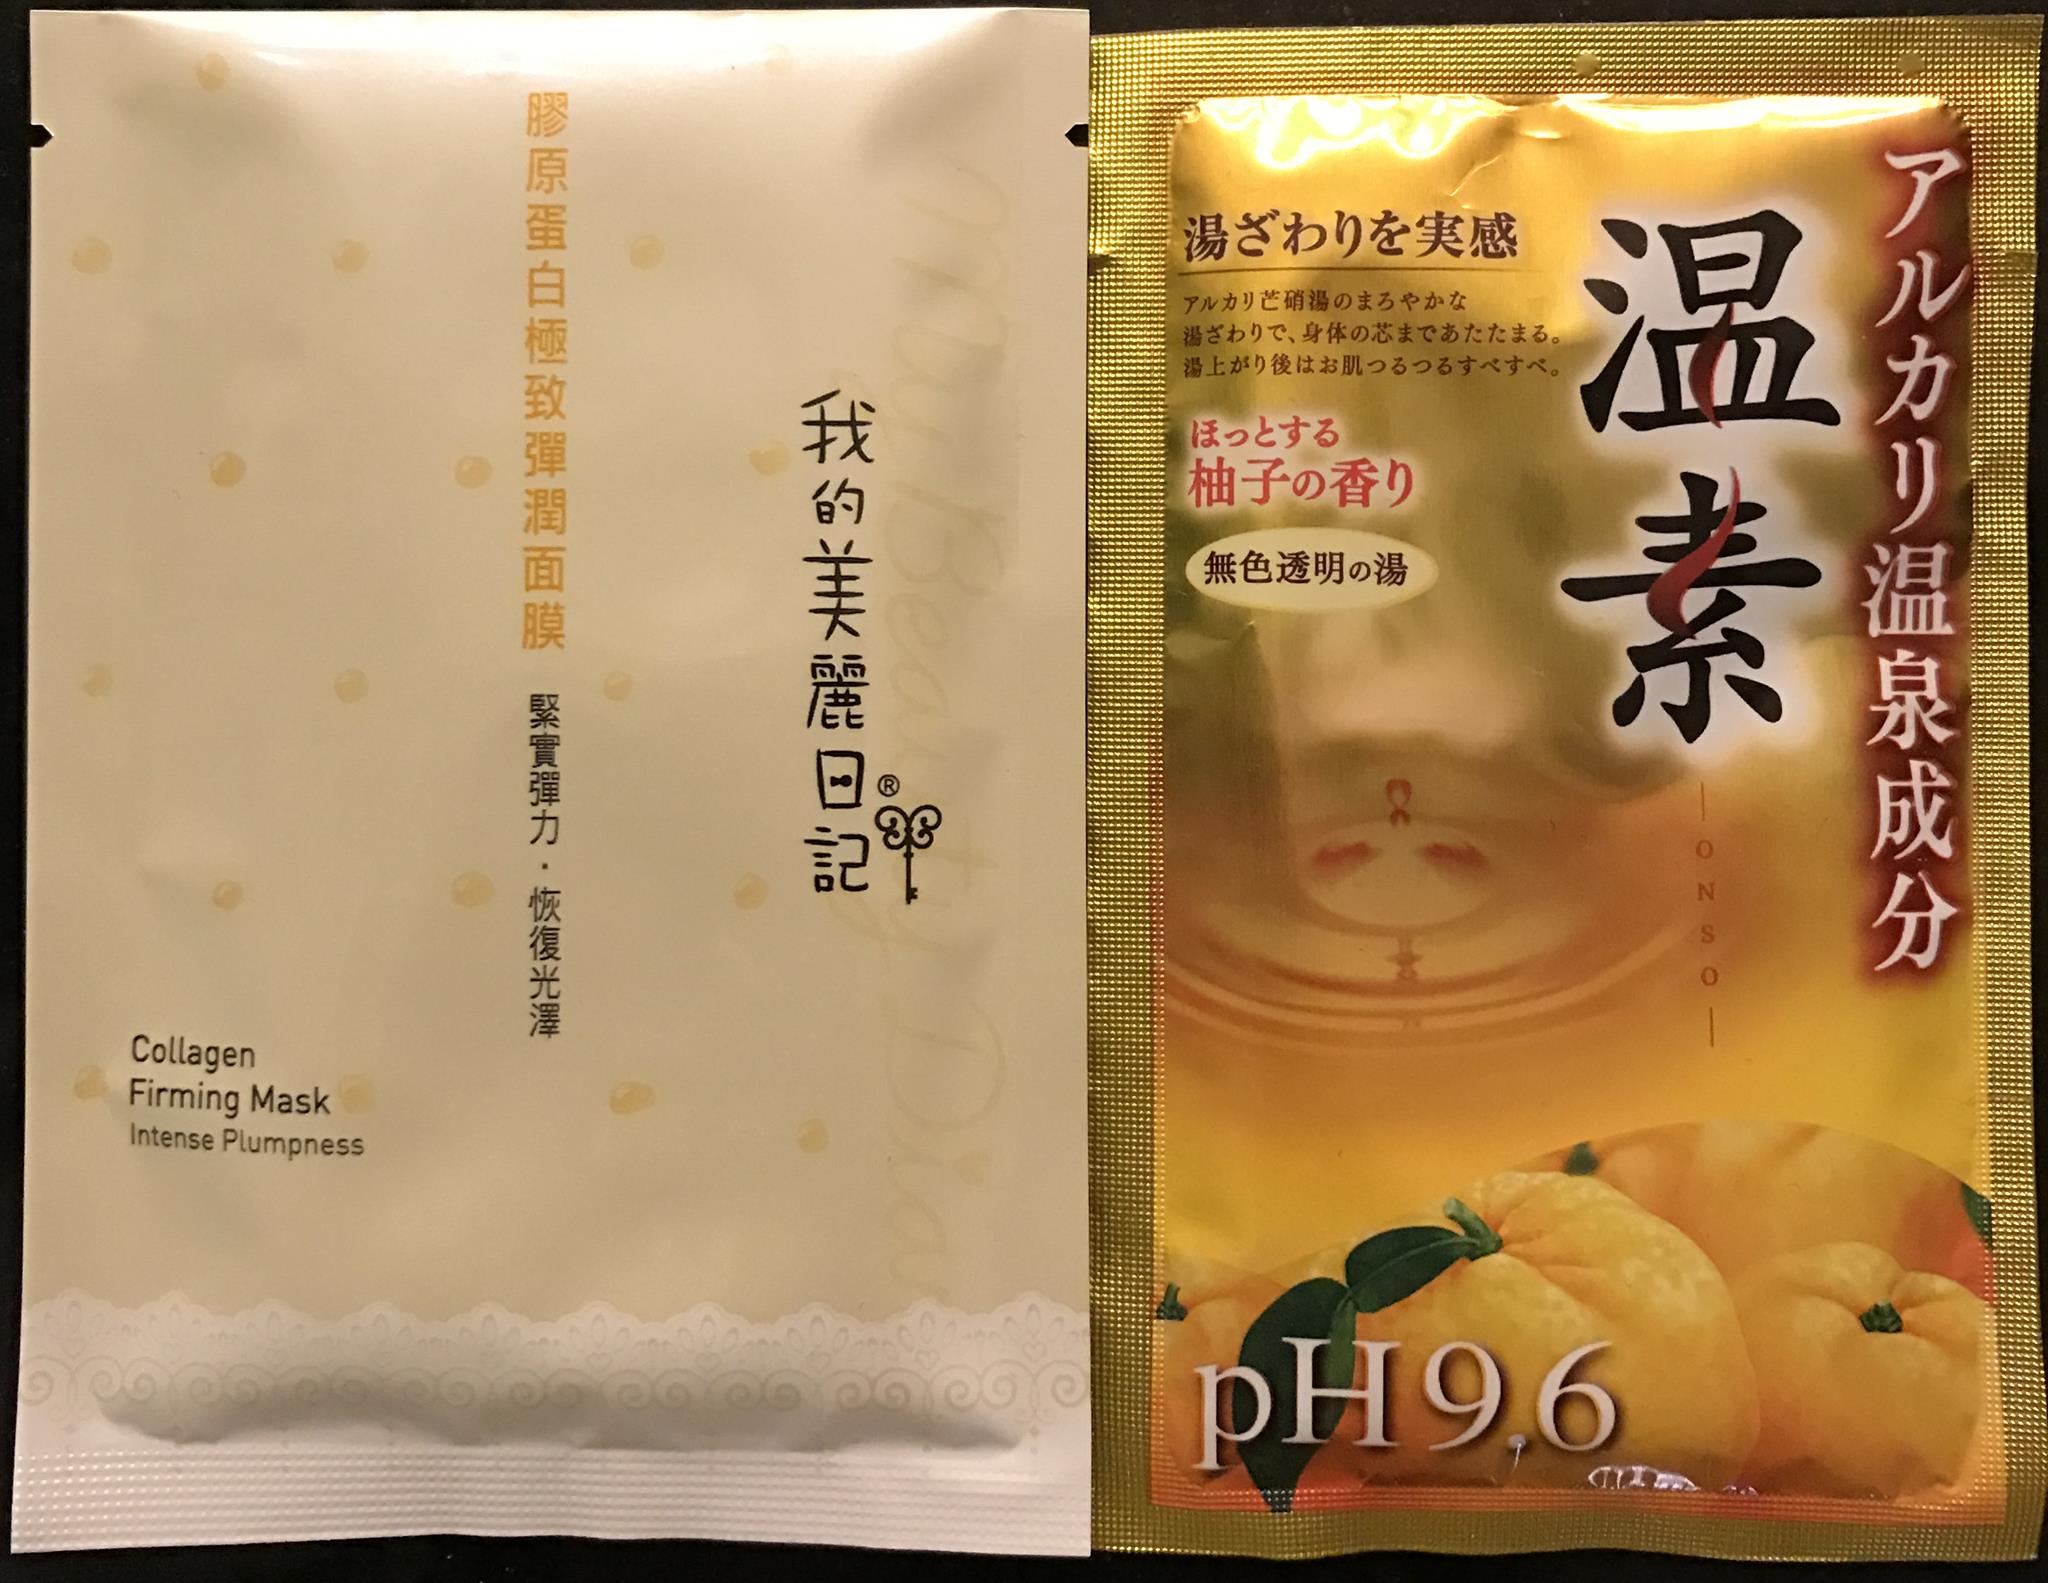 膠原蛋白極致彈潤面膜
緊實彈力·恢復光澤
我的美麗日記®
My Beauty Diary
Collagen
Firming Mask
Intense Plumpness
アルカリ温泉成分
温素
ONSO
湯ざわりを実感
アルカリ芒硝湯のまろやかな
湯ざわりで、身体の芯まであたたまる。
湯上がり後はお肌つるつるすべすべ。
ほっとする
柚子の香り
無色透明の湯
pH9.6